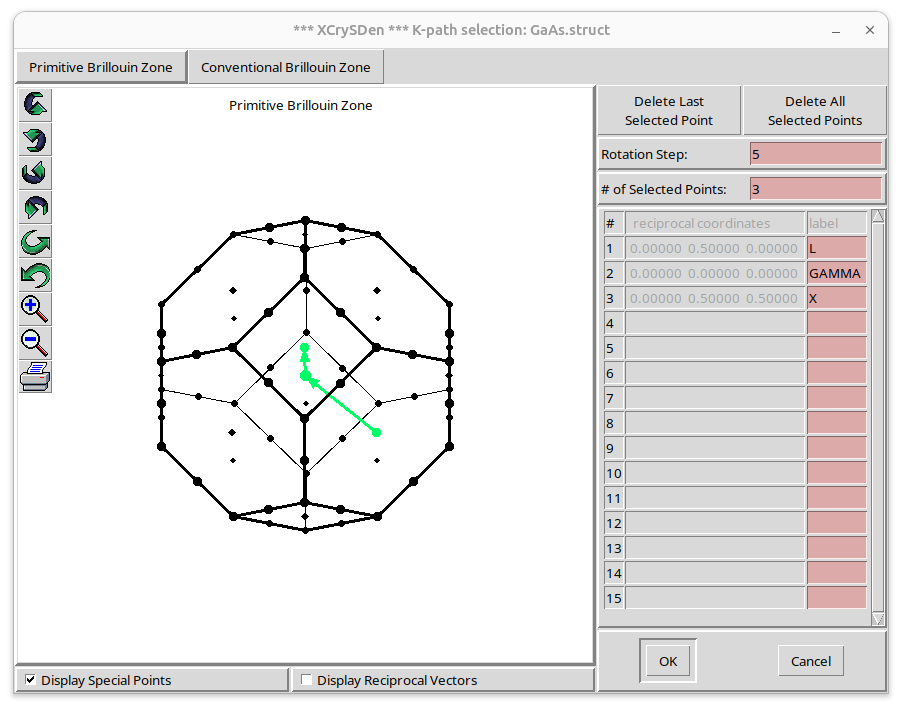 *** XCrySDen *** K-path selection: GaAs.struct
Primitive Brillouin Zone
Conventional Brillouin Zone
Primitive Brillouin Zone
Delete Last
Selected Point
Delete All
Selected Points
Rotation Step: 5
# of Selected Points: 3
# reciprocal coordinates label
1 0.00000 0.50000 0.00000 L
2 0.00000 0.00000 0.00000 GAMMA
3 0.00000 0.50000 0.50000 X
4
5
6
7
8
9
10
11
12
13
14
15
OK
Cancel
Display Special Points
Display Reciprocal Vectors